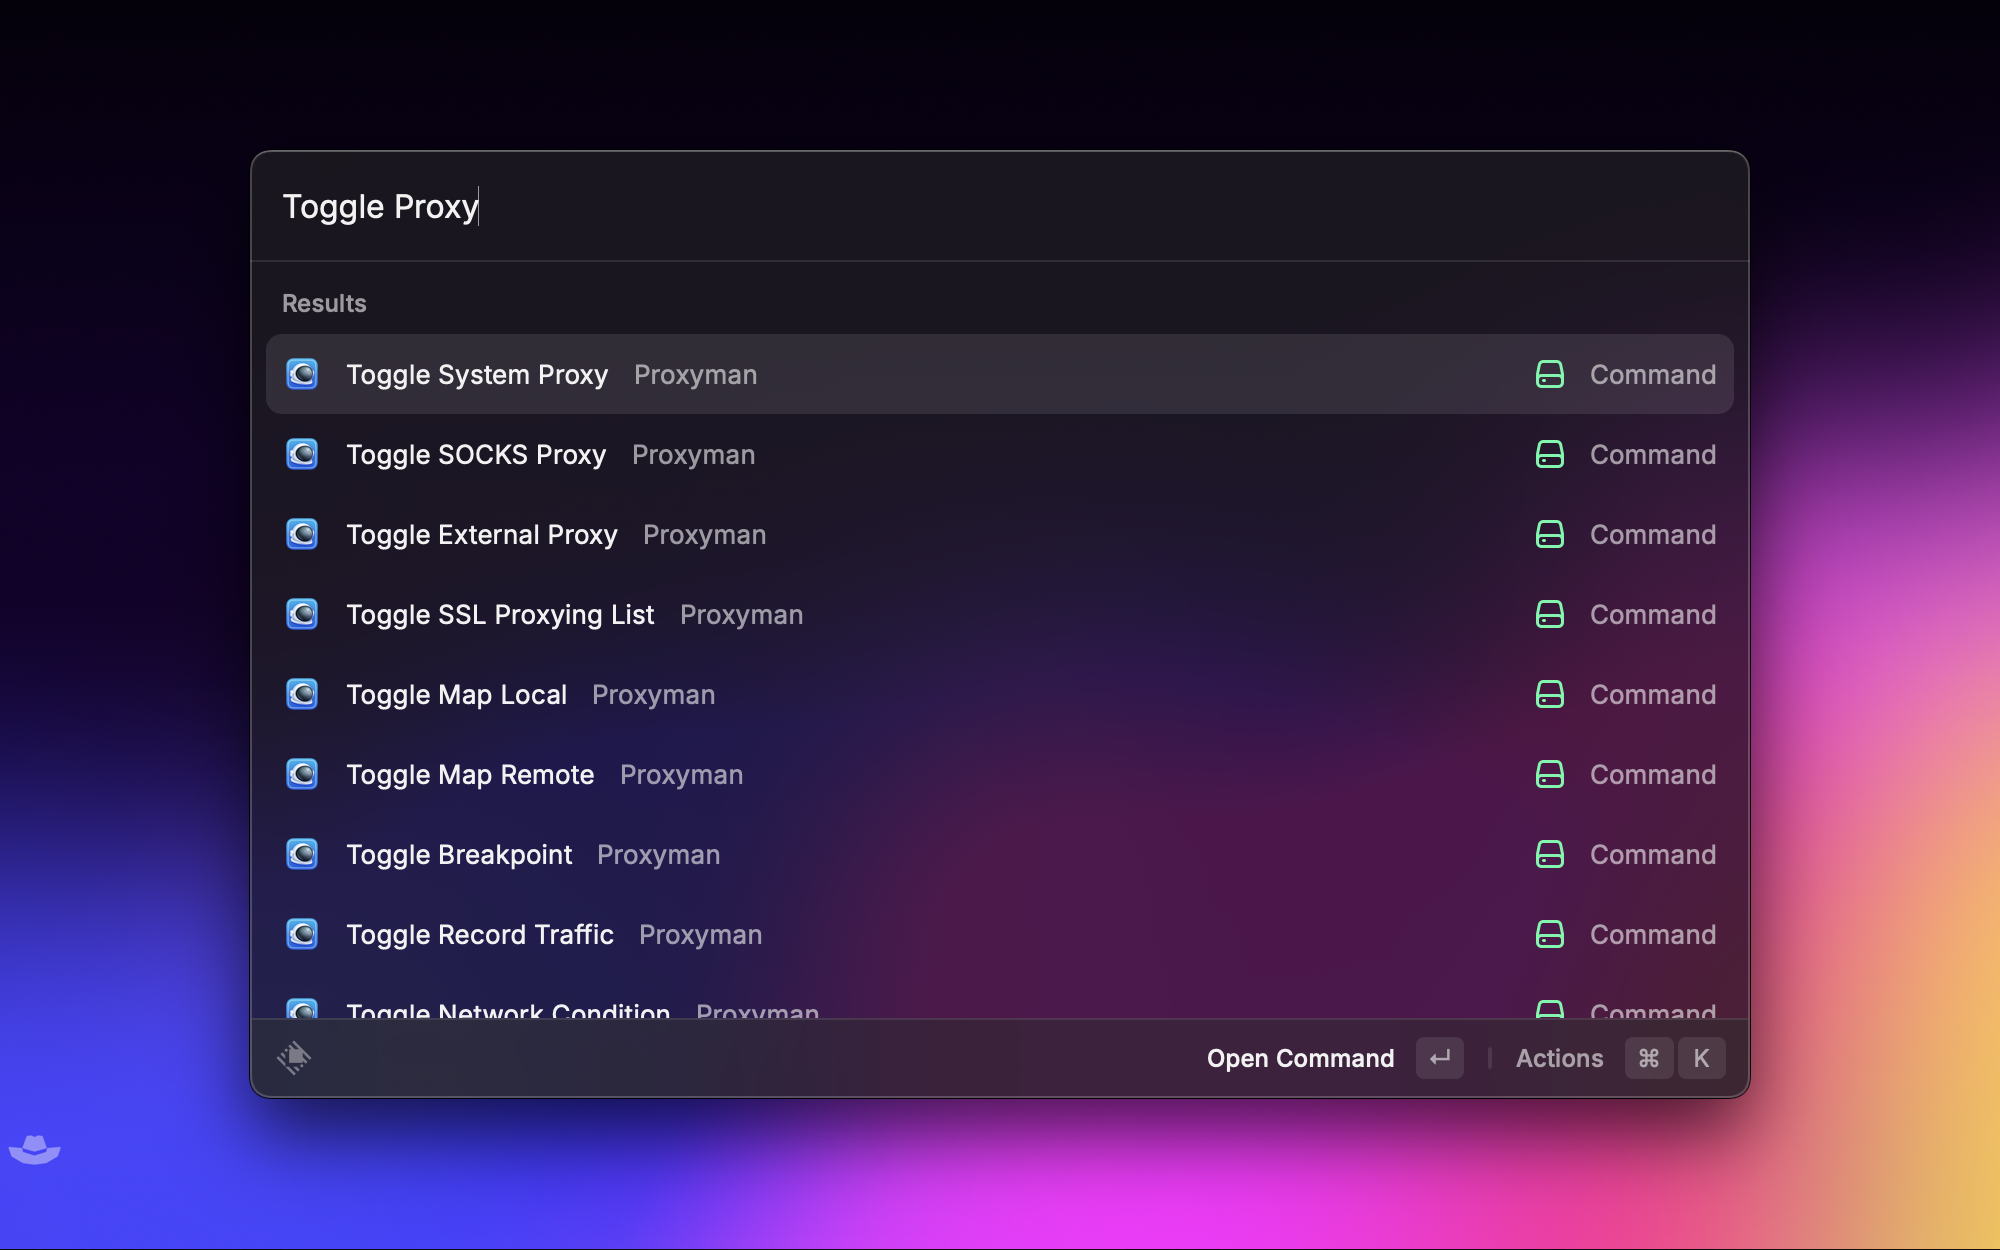 Toggle Proxy
Results
Toggle System Proxy Proxyman Command
Toggle SOCKS Proxy Proxyman Command
Toggle External Proxy Proxyman Command
Toggle SSL Proxying List Proxyman Command
Toggle Map Local Proxyman Command
Toggle Map Remote Proxyman Command
Toggle Breakpoint Proxyman Command
Toggle Record Traffic Proxyman Command
Toggle Network Condition Proxyman Command
Open Command ↵ Actions ⌘ K